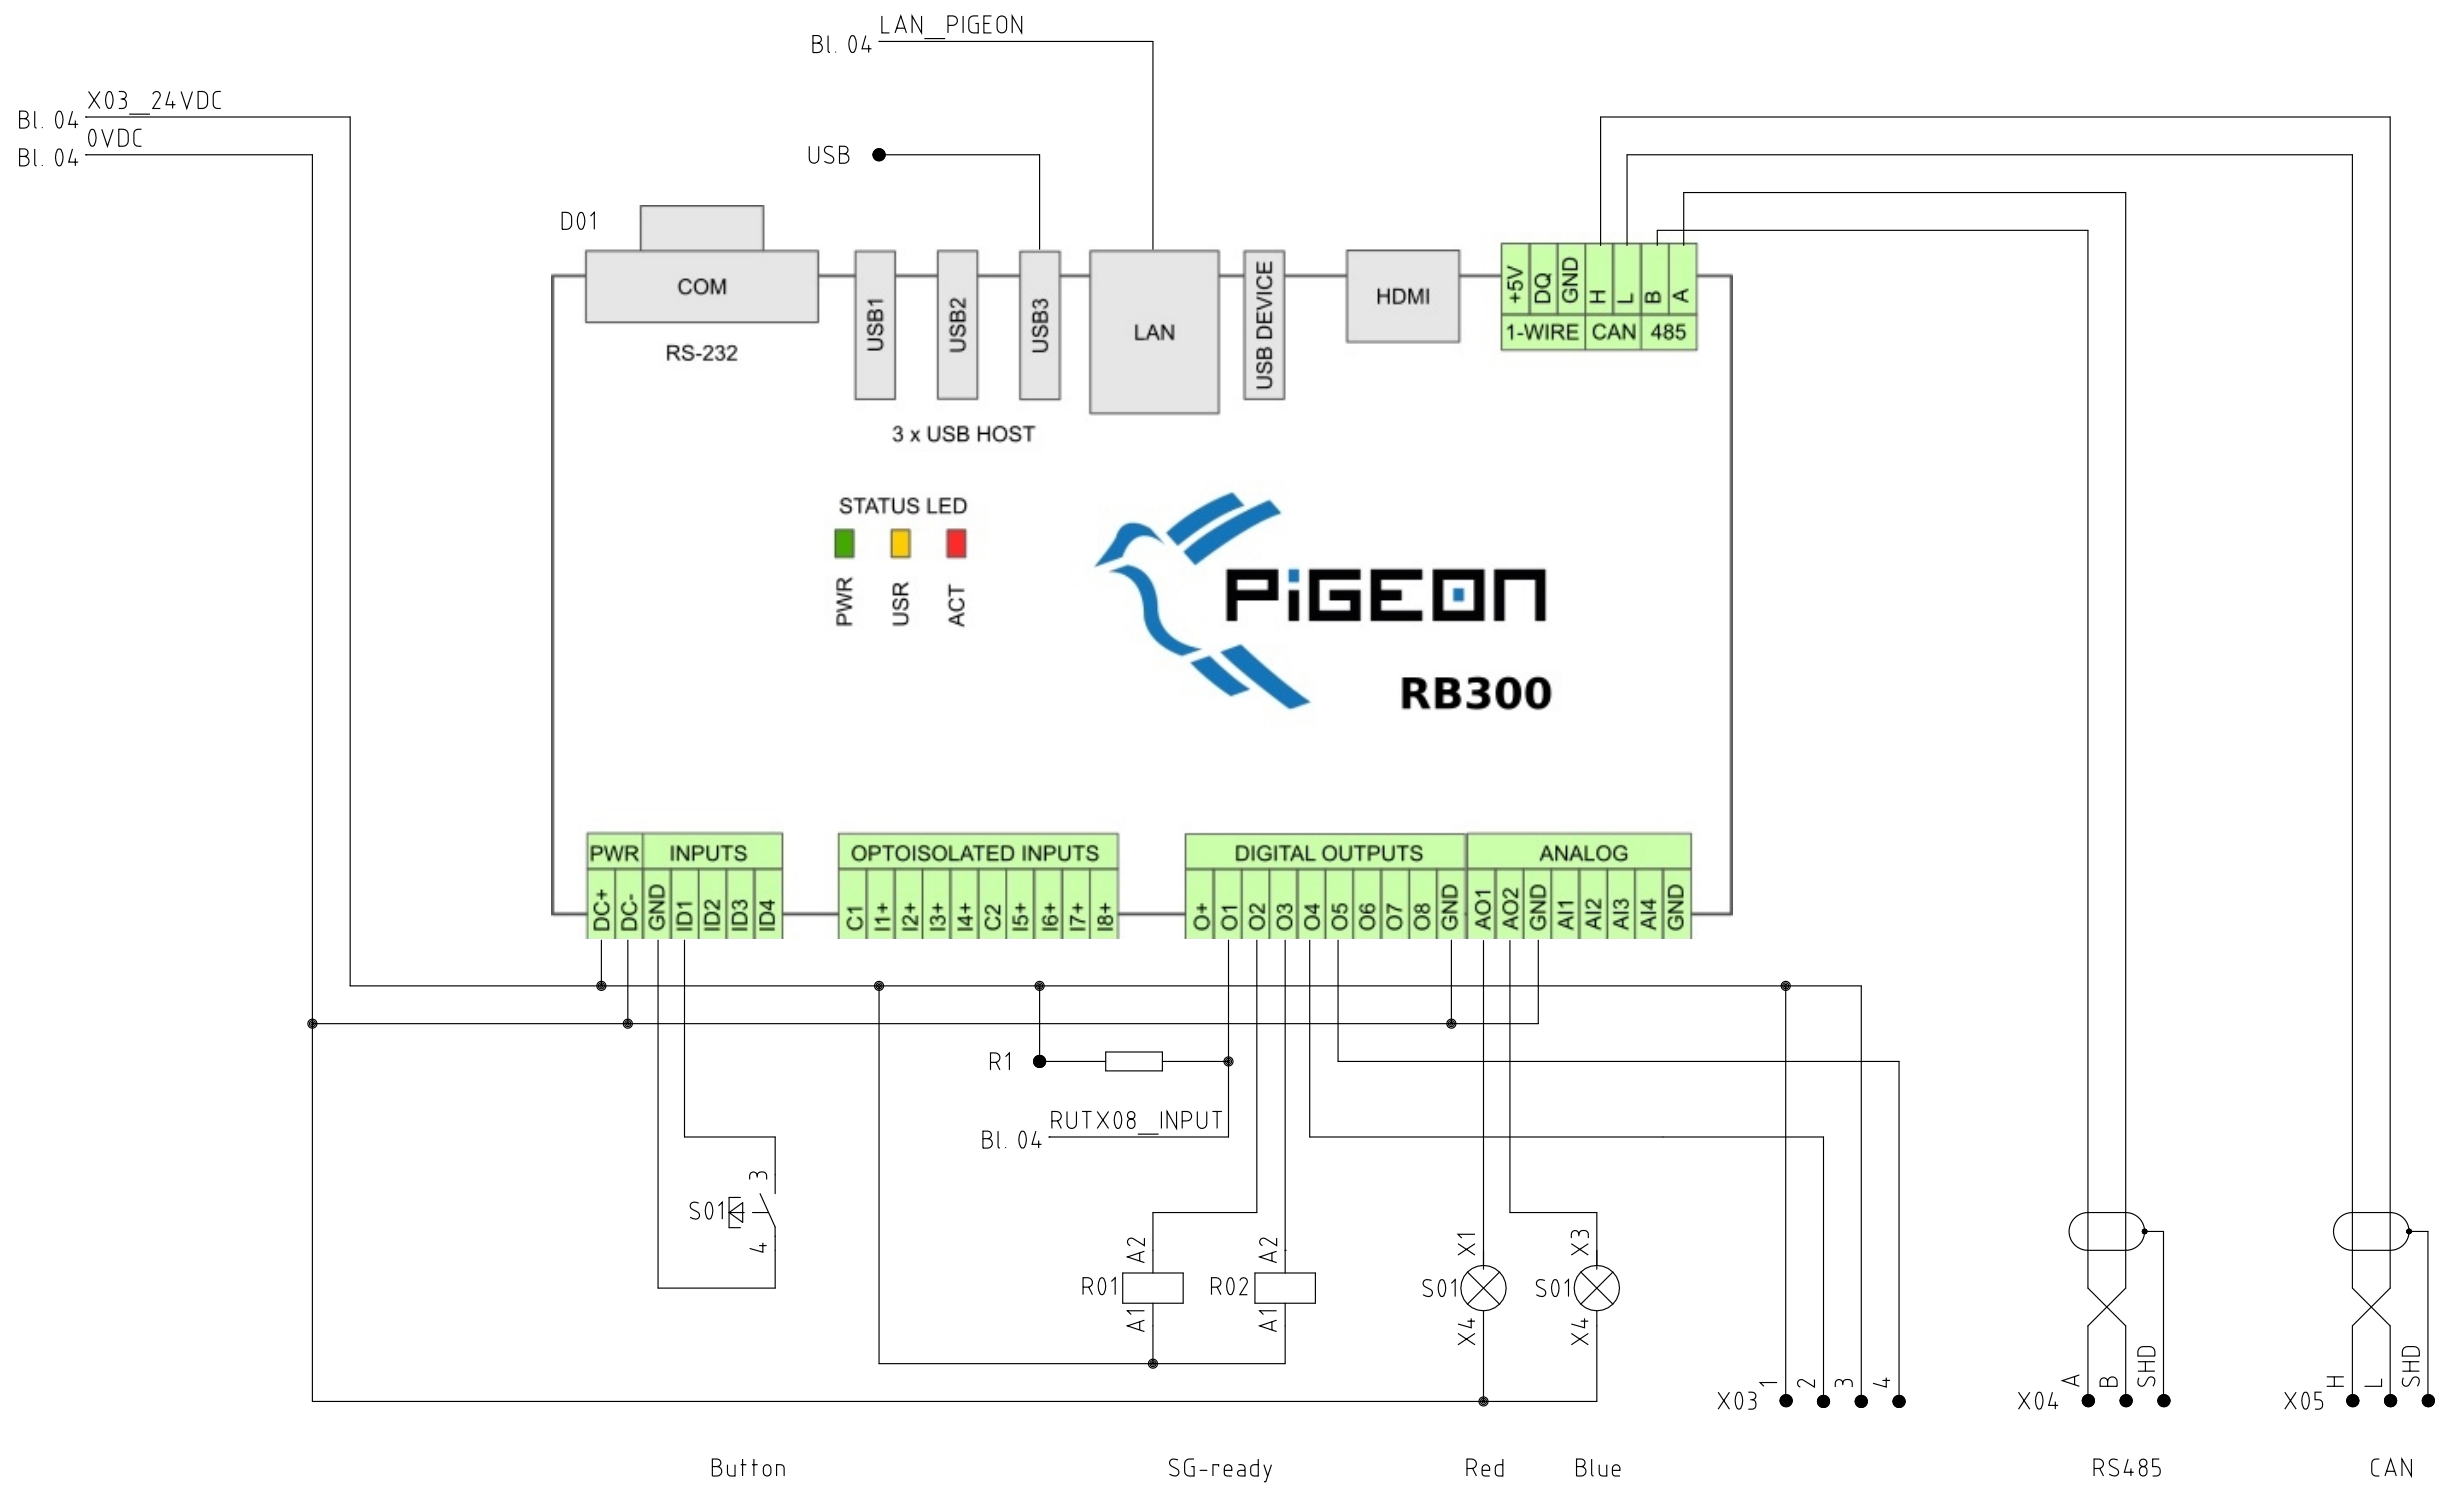 LAN_PIGEON
Bl. 04
X03_24VDC
Bl. 04
0VDC
Bl. 04
USB
D01
COM
RS-232
USB1
USB2
USB3
3 x USB HOST
LAN
USB DEVICE
HDMI
+5V DQ GND H L B A
1-WIRE CAN 485
STATUS LED
PWR USR ACT
PiGEON
RB300
PWR INPUTS
DC+ DC- GND ID1 ID2 ID3 ID4
OPTOISOLATED INPUTS
C1 I1+ I2+ I3+ I4+ C2 I5+ I6+ I7+ I8+
DIGITAL OUTPUTS ANALOG
O+ O1 O2 O3 O4 O5 O6 O7 O8 GND AO1 AO2 GND AI1 AI2 AI3 AI4 GND
R1
RUTX08_INPUT
Bl. 04
3
S01
4
A2 A2 X1 X3
R01 R02 S01 S01
A1 A1 X4 X4
X03 1 2 3 4
X04 A B SHD
X05 H L SHD
Button SG-ready Red Blue RS485 CAN